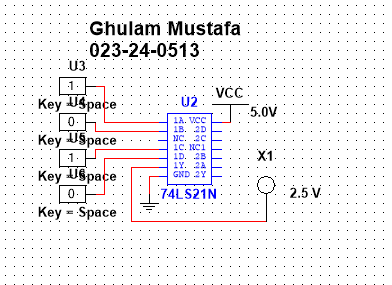 Ghulam Mustafa
023-24-0513
U3
1
U4
Key = Space
0
U5
Key = Space
1
U6
Key = Space
0
Key = Space
U2
1A. VCC
1B. .2D
NC. .2C
1C. NC1
1D. .2B
1Y. .2A
GND .2Y
74LS21N
VCC
5.0V
X1
2.5 V